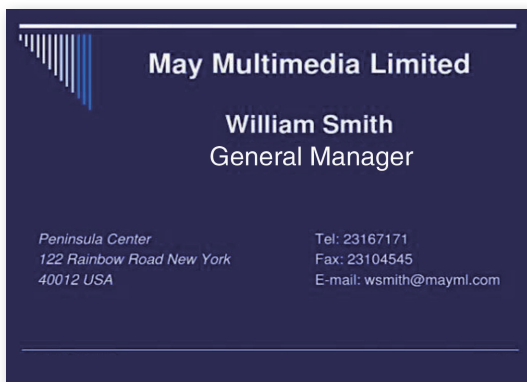 May Multimedia Limited
William Smith
General Manager
Peninsula Center
122 Rainbow Road New York
40012 USA
Tel: 23167171
Fax: 23104545
E-mail: wsmith@mayml.com